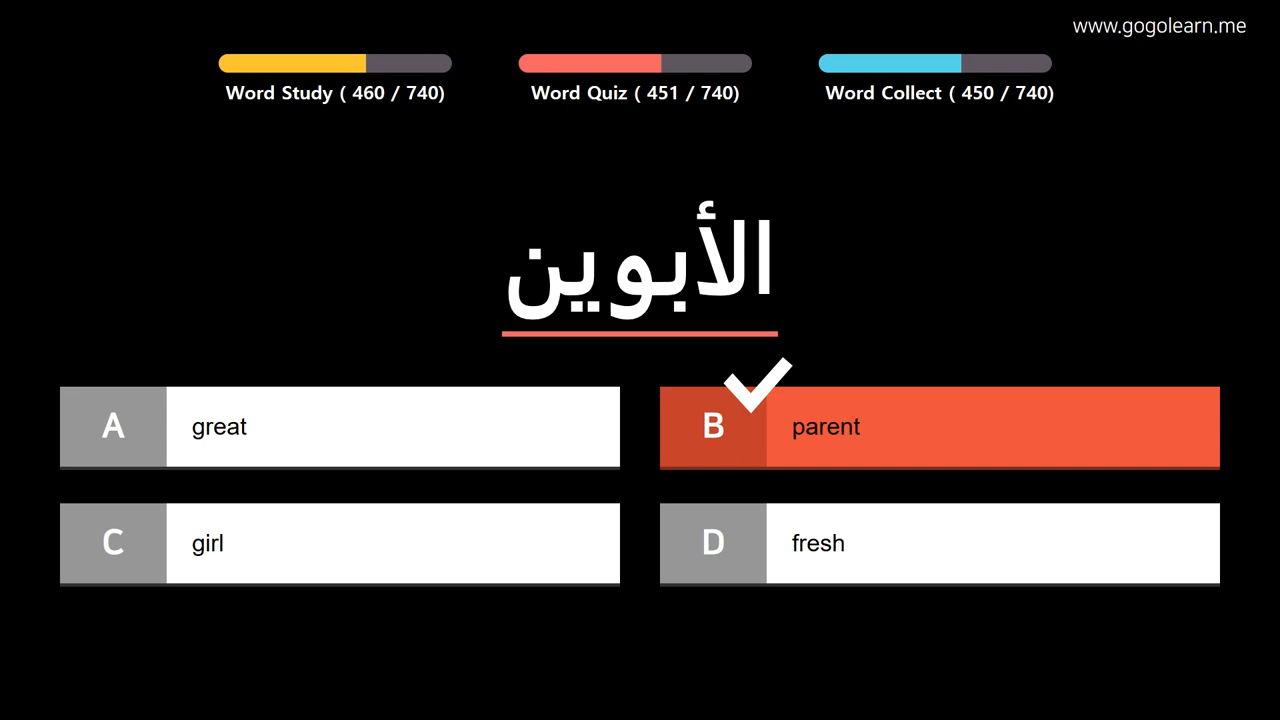 www.gogolearn.me
Word Study ( 460 / 740)
Word Quiz ( 451 / 740)
Word Collect ( 450 / 740)
الأبوين
A great
B parent
C girl
D fresh